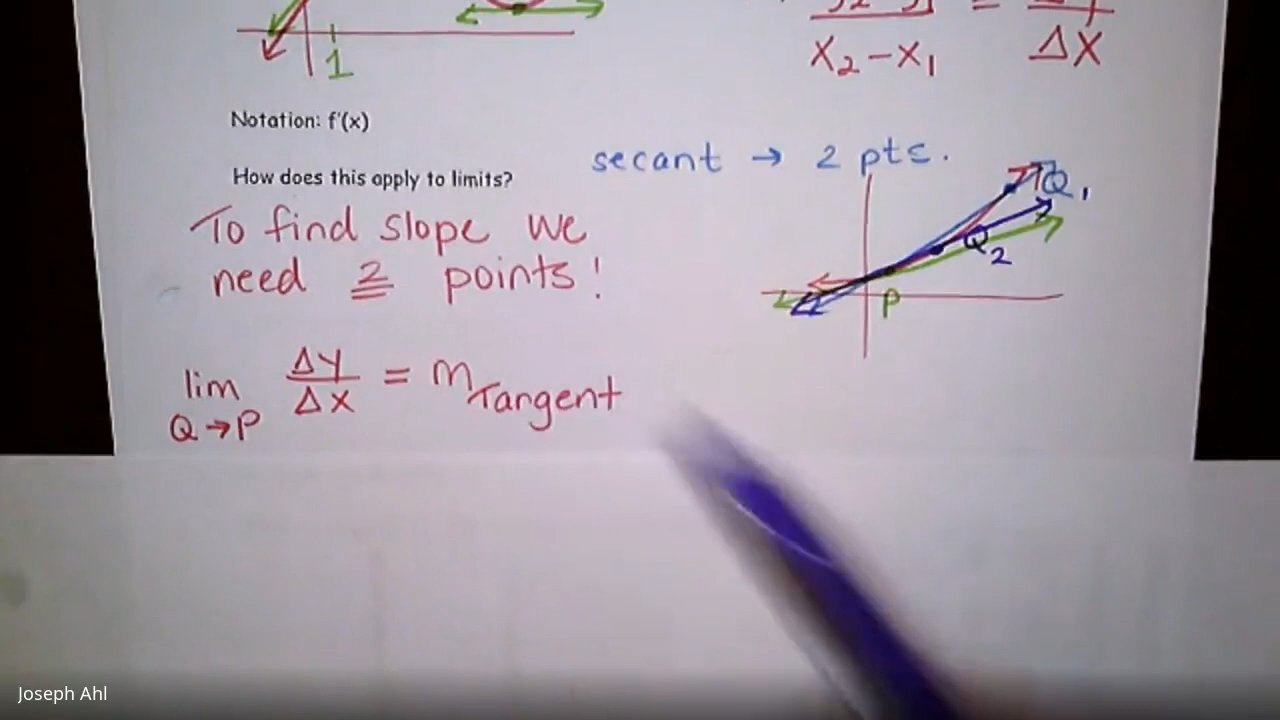 = Δy
x₂-x₁ Δx
1
Notation: f'(x)
secant → 2 pts.
How does this apply to limits?
To find slope we
need 2 points!
Q₁
Q₂
P
lim Δy/Δx = mTangent
Q→P
Joseph Ahl